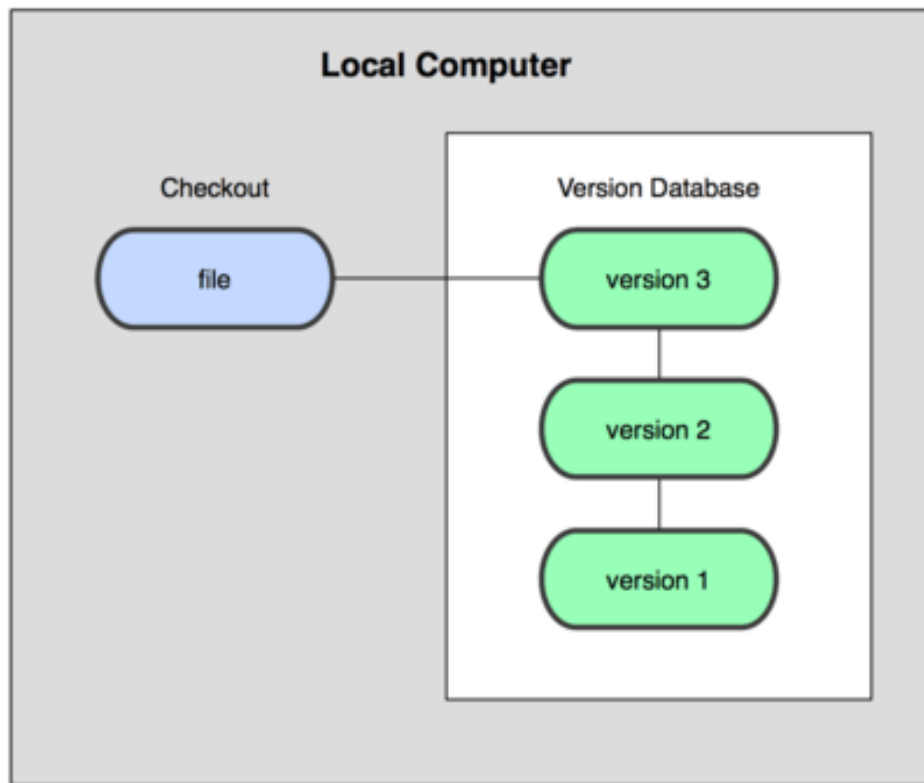 Local Computer
Checkout
Version Database
file
version 3
version 2
version 1